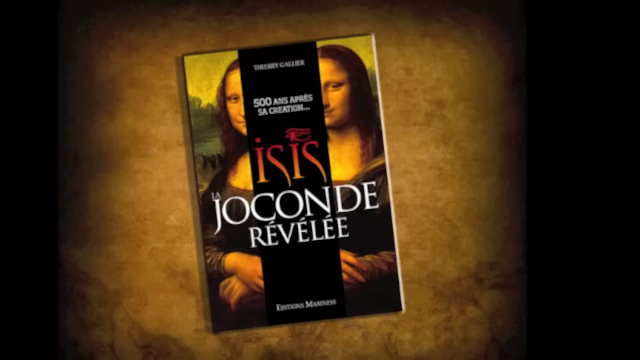 THIERRY GALLIER
500 ANS APRÈS
SA CRÉATION...
ISIS
LA
JOCONDE
RÉVÉLÉE
EDITIONS MANINESS